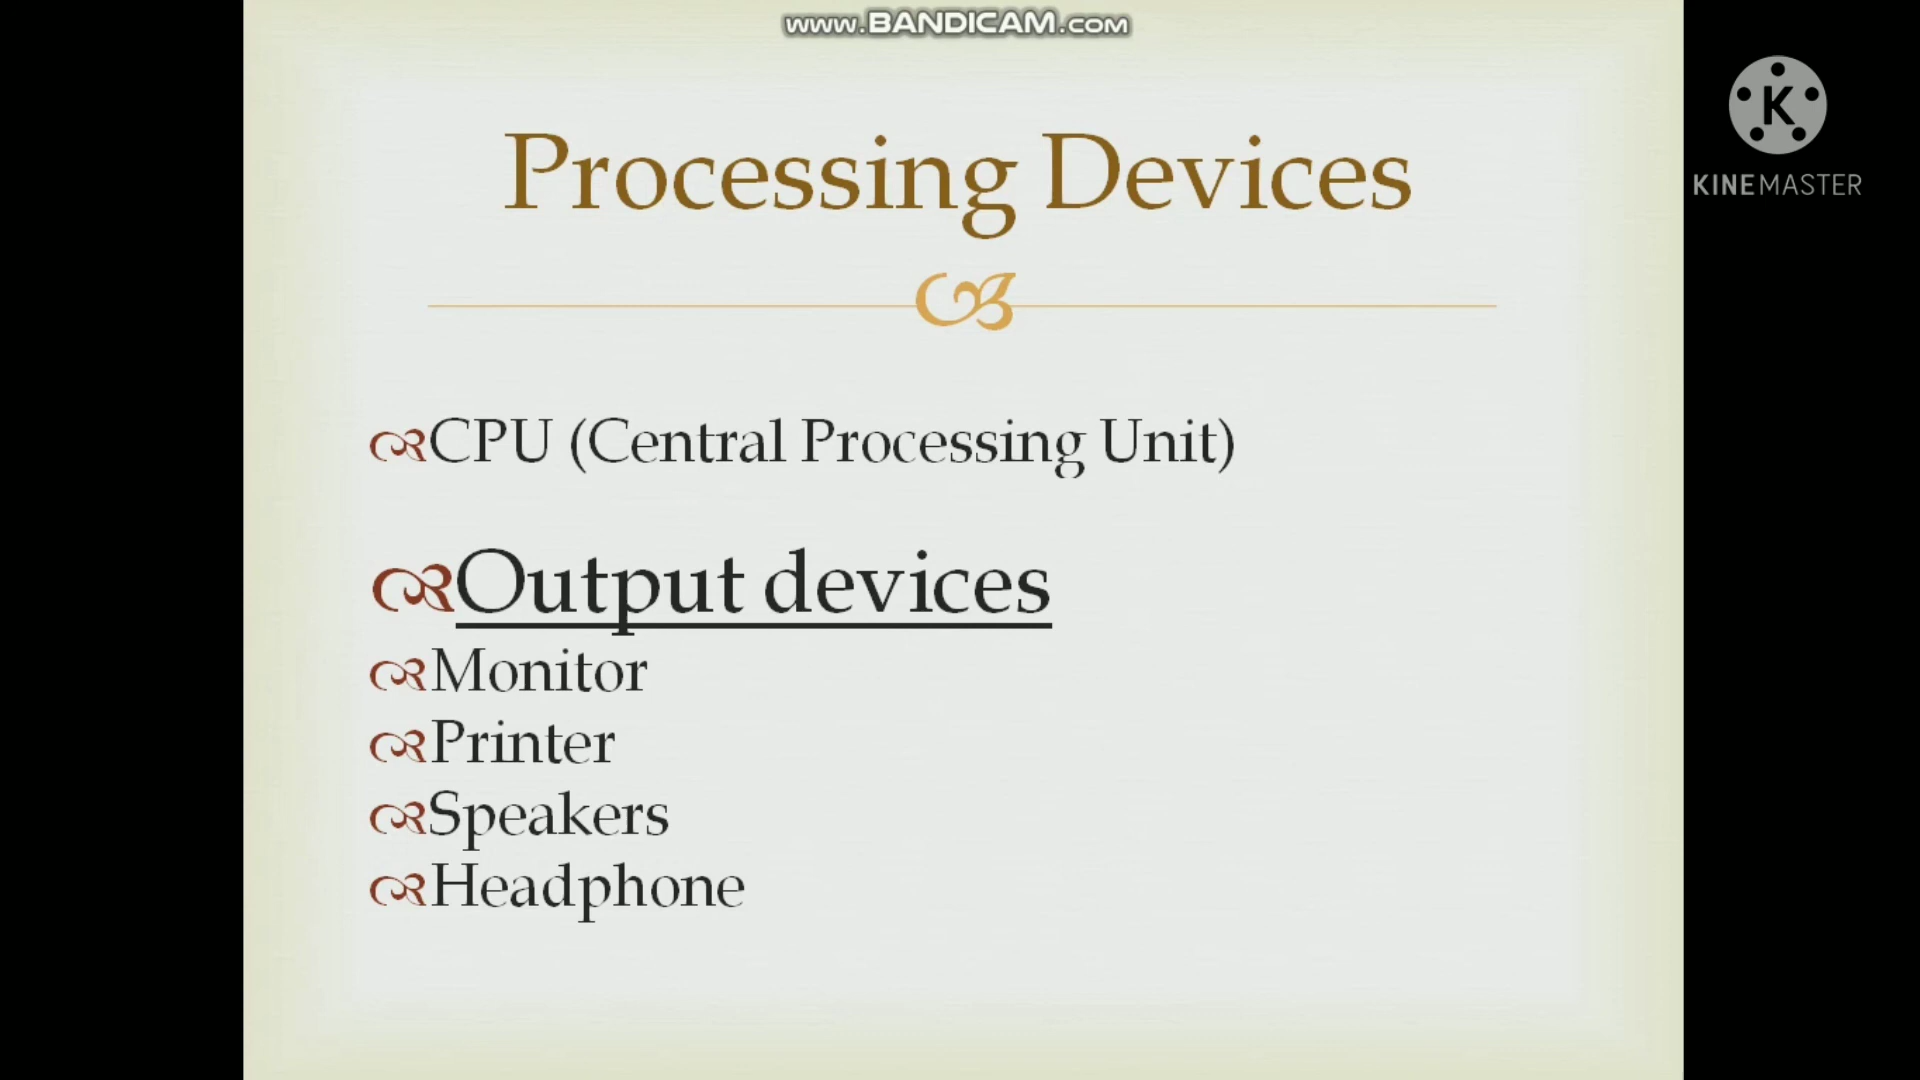 www.BANDICAM.com
K
KINEMASTER
Processing Devices
CPU (Central Processing Unit)
Output devices
Monitor
Printer
Speakers
Headphone